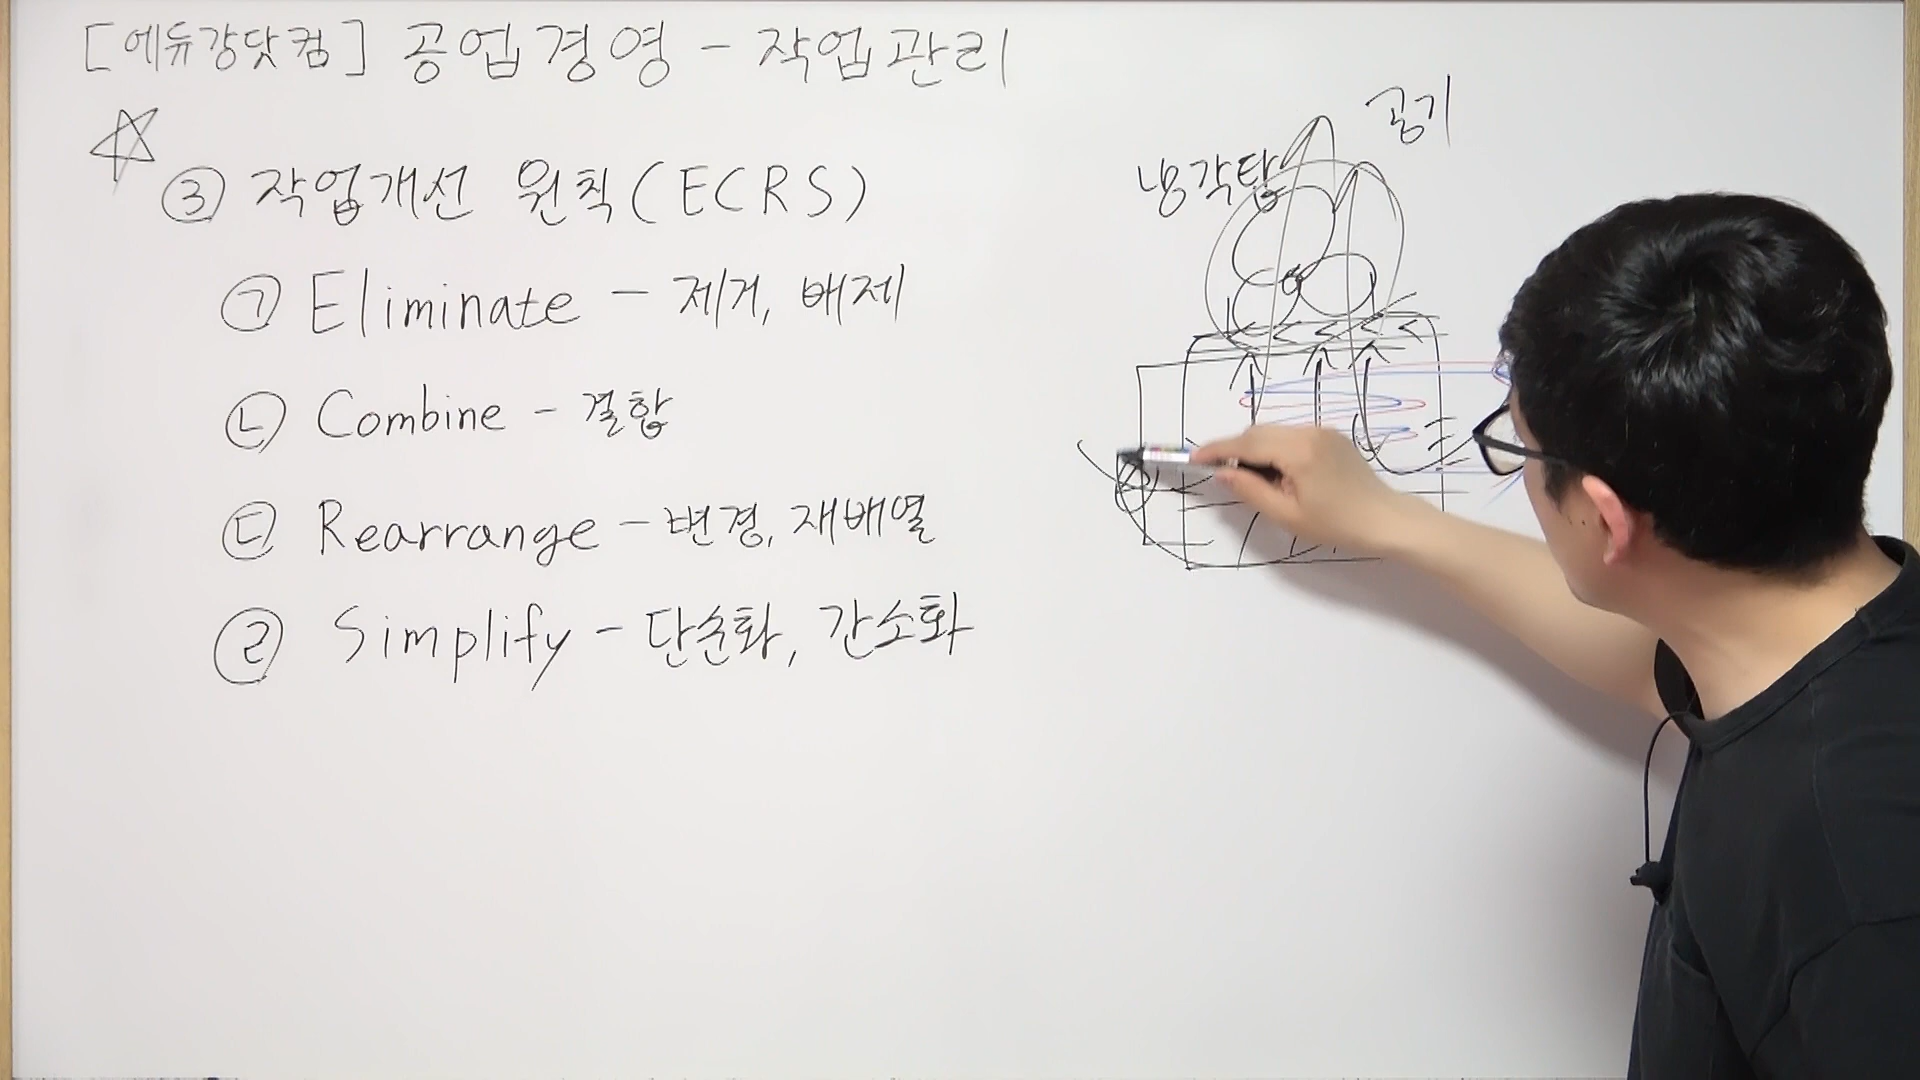 [에듀강닷컴] 공업경영 - 작업관리
☆
③ 작업개선 원칙(ECRS)
㉠ Eliminate - 제거, 배제
㉡ Combine - 결합
㉢ Rearrange - 변경, 재배열
㉣ Simplify - 단순화, 간소화
공기
냉각탑